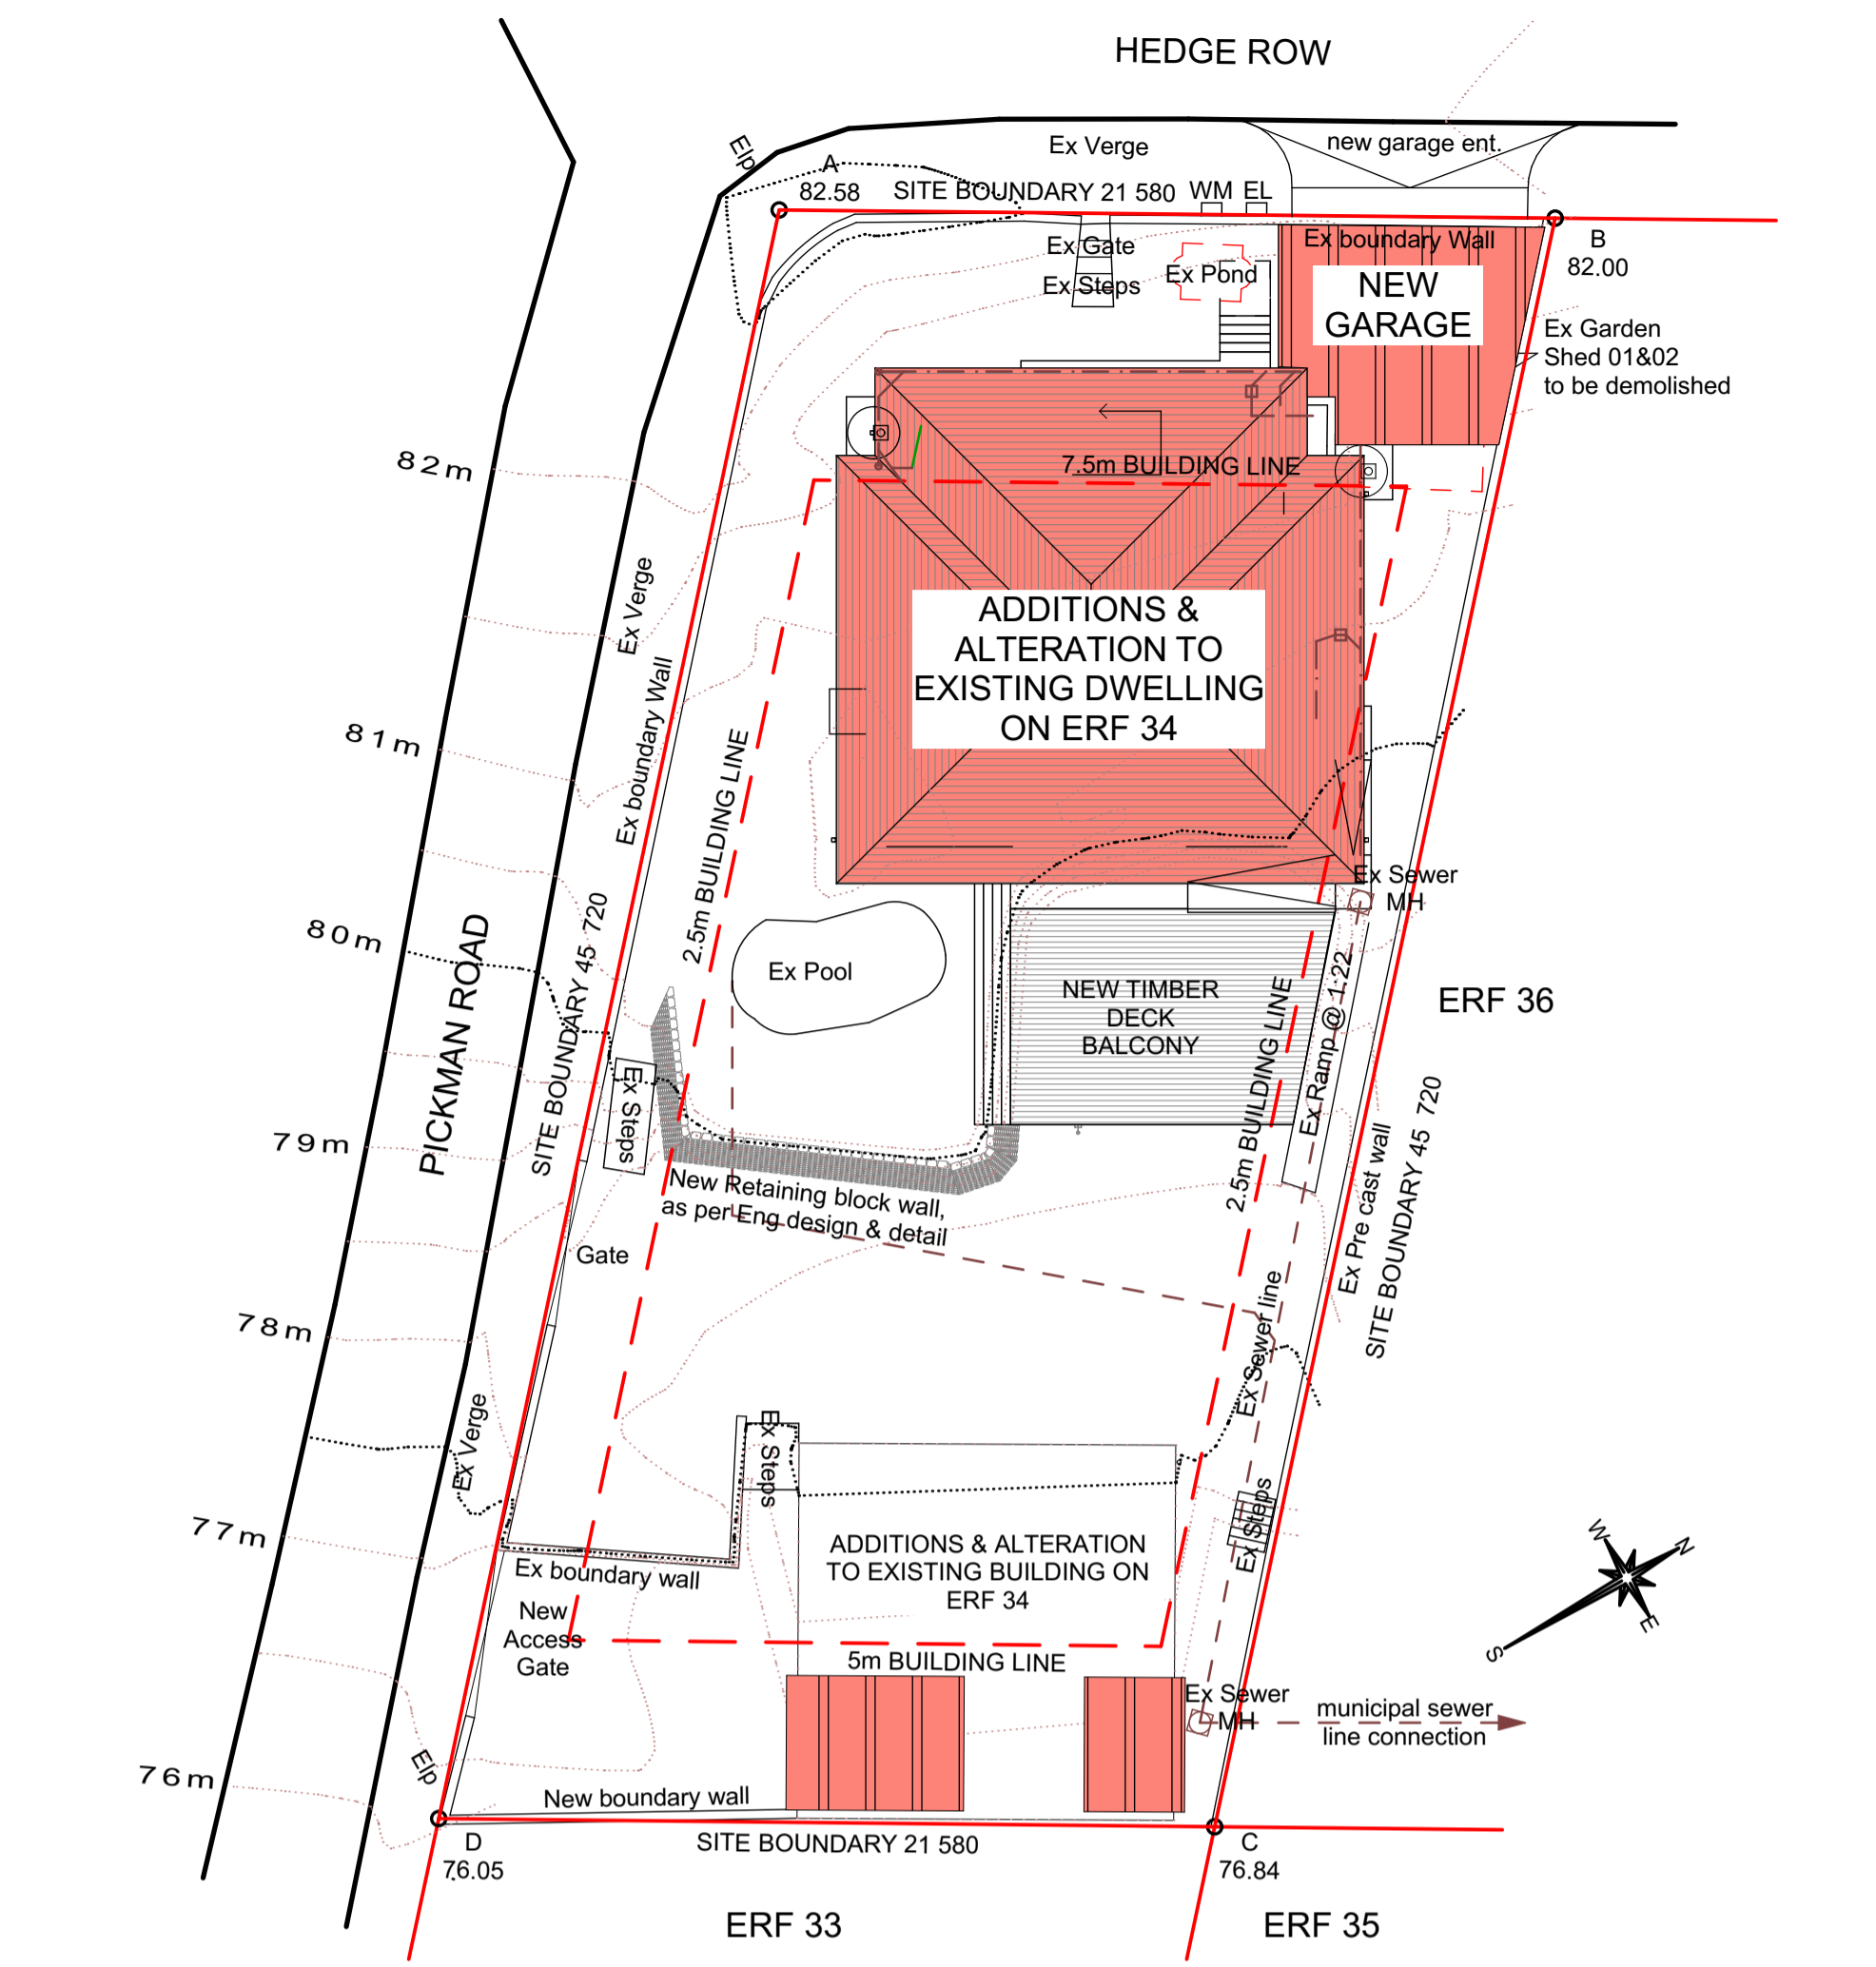 HEDGE ROW
Elp
Ex Verge
new garage ent.
A
82.58
SITE BOUNDARY 21 580
WM EL
Ex Gate
Ex boundary Wall
B
82.00
Ex Steps
Ex Pond
NEW
GARAGE
Ex Garden
Shed 01&02
to be demolished
82m
7.5m BUILDING LINE
Ex Verge
ADDITIONS &
ALTERATION TO
EXISTING DWELLING
ON ERF 34
Ex boundary Wall
81m
2.5m BUILDING LINE
80m
Ex Sewer
MH
PICKMAN ROAD
SITE BOUNDARY 45 720
Ex Pool
NEW TIMBER
DECK
BALCONY
ERF 36
Ex Ramp @ 1:22
2.5m BUILDING LINE
Ex Steps
79m
New Retaining block wall,
as per Eng design & detail
Ex Pre cast wall
SITE BOUNDARY 45 720
Gate
78m
Ex Sewer line
Ex Verge
Ex Steps
77m
ADDITIONS & ALTERATION
TO EXISTING BUILDING ON
ERF 34
Ex Steps
Ex boundary wall
New
Access
Gate
5m BUILDING LINE
W
N
E
S
Ex Sewer
MH
municipal sewer
line connection
76m
Elp
New boundary wall
D
76.05
SITE BOUNDARY 21 580
C
76.84
ERF 33
ERF 35